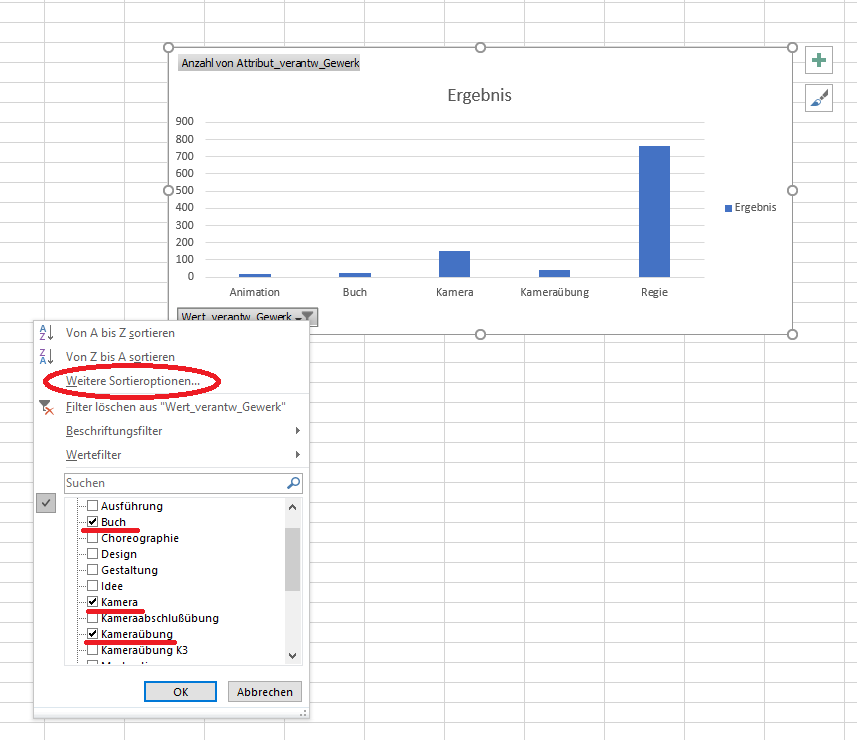 Anzahl von Attribut_verantw_Gewerk
Ergebnis
900
800
700
600
500
400
300
200
100
0
Ergebnis
Animation Buch Kamera Kameraübung Regie
Wert_verantw_Gewerk
Von A bis Z sortieren
Von Z bis A sortieren
Weitere Sortieroptionen...
Filter löschen aus "Wert_verantw_Gewerk"
Beschriftungsfilter
Wertefilter
Suchen
Ausführung
Buch
Choreographie
Design
Gestaltung
Idee
Kamera
Kameraabschlußübung
Kameraübung
Kameraübung K3
OK Abbrechen